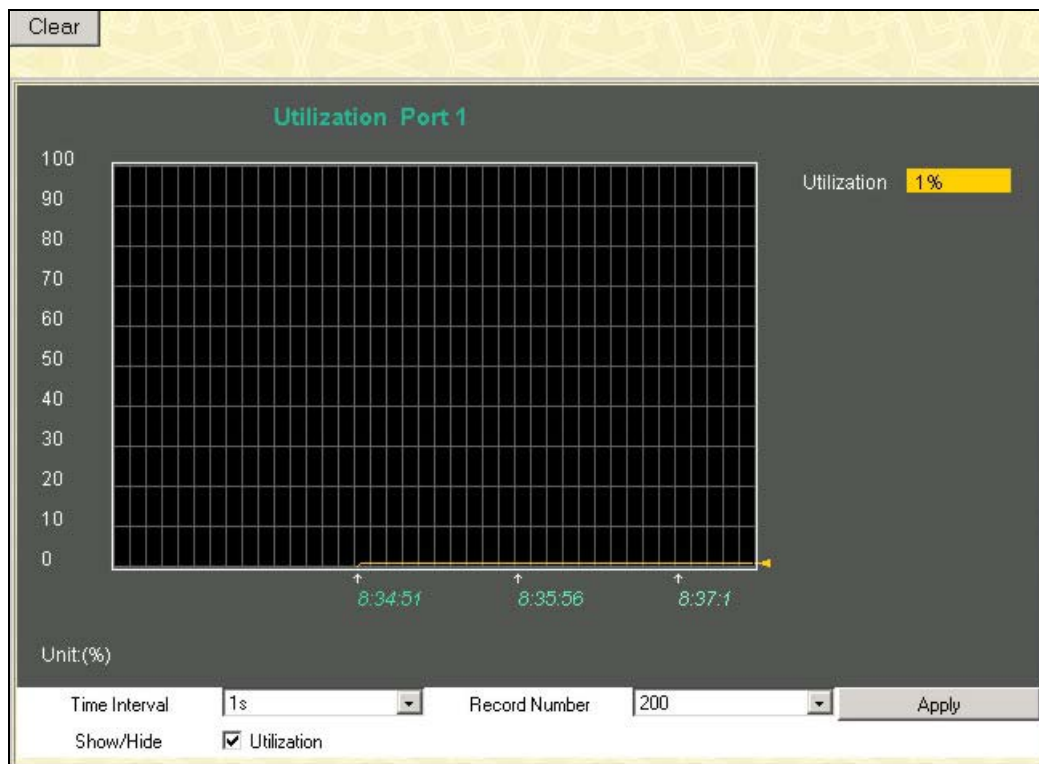 Clear
Utilization Port 1
100
Utilization 1%
90
80
70
60
50
40
30
20
10
0
8:34:51 8:35:56 8:37:1
Unit:(%)
Time Interval 1s Record Number 200 Apply
Show/Hide Utilization